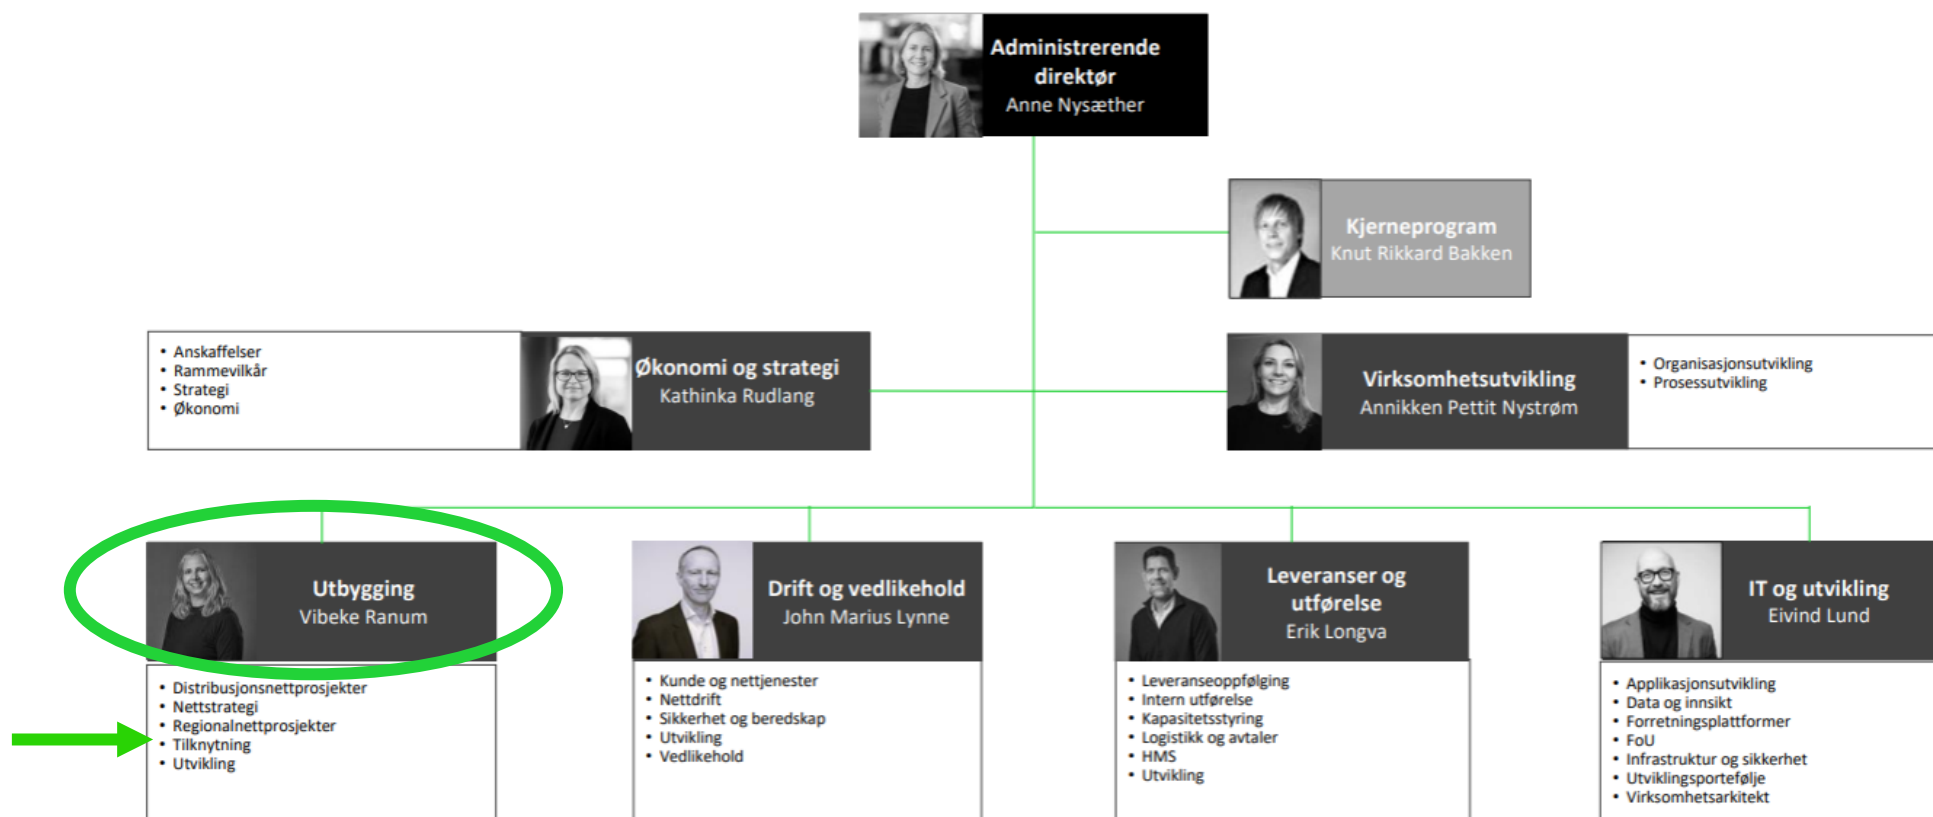 Administrerende
direktør
Anne Nysæther
Kjerneprogram
Knut Rikkard Bakken
• Anskaffelser
• Rammevilkår
• Strategi
• Økonomi
Økonomi og strategi
Kathinka Rudlang
Virksomhetsutvikling
Annikken Pettit Nystrøm
• Organisasjonsutvikling
• Prosessutvikling
Utbygging
Vibeke Ranum
• Distribusjonsnettprosjekter
• Nettstrategi
• Regionalnettprosjekter
• Tilknytning
• Utvikling
Drift og vedlikehold
John Marius Lynne
• Kunde og nettjenester
• Nettdrift
• Sikkerhet og beredskap
• Utvikling
• Vedlikehold
Leveranser og
utførelse
Erik Longva
• Leveranseoppfølging
• Intern utførelse
• Kapasitetsstyring
• Logistikk og avtaler
• HMS
• Utvikling
IT og utvikling
Eivind Lund
• Applikasjonsutvikling
• Data og innsikt
• Forretningsplattformer
• FoU
• Infrastruktur og sikkerhet
• Utviklingsportefølje
• Virksomhetsarkitekt